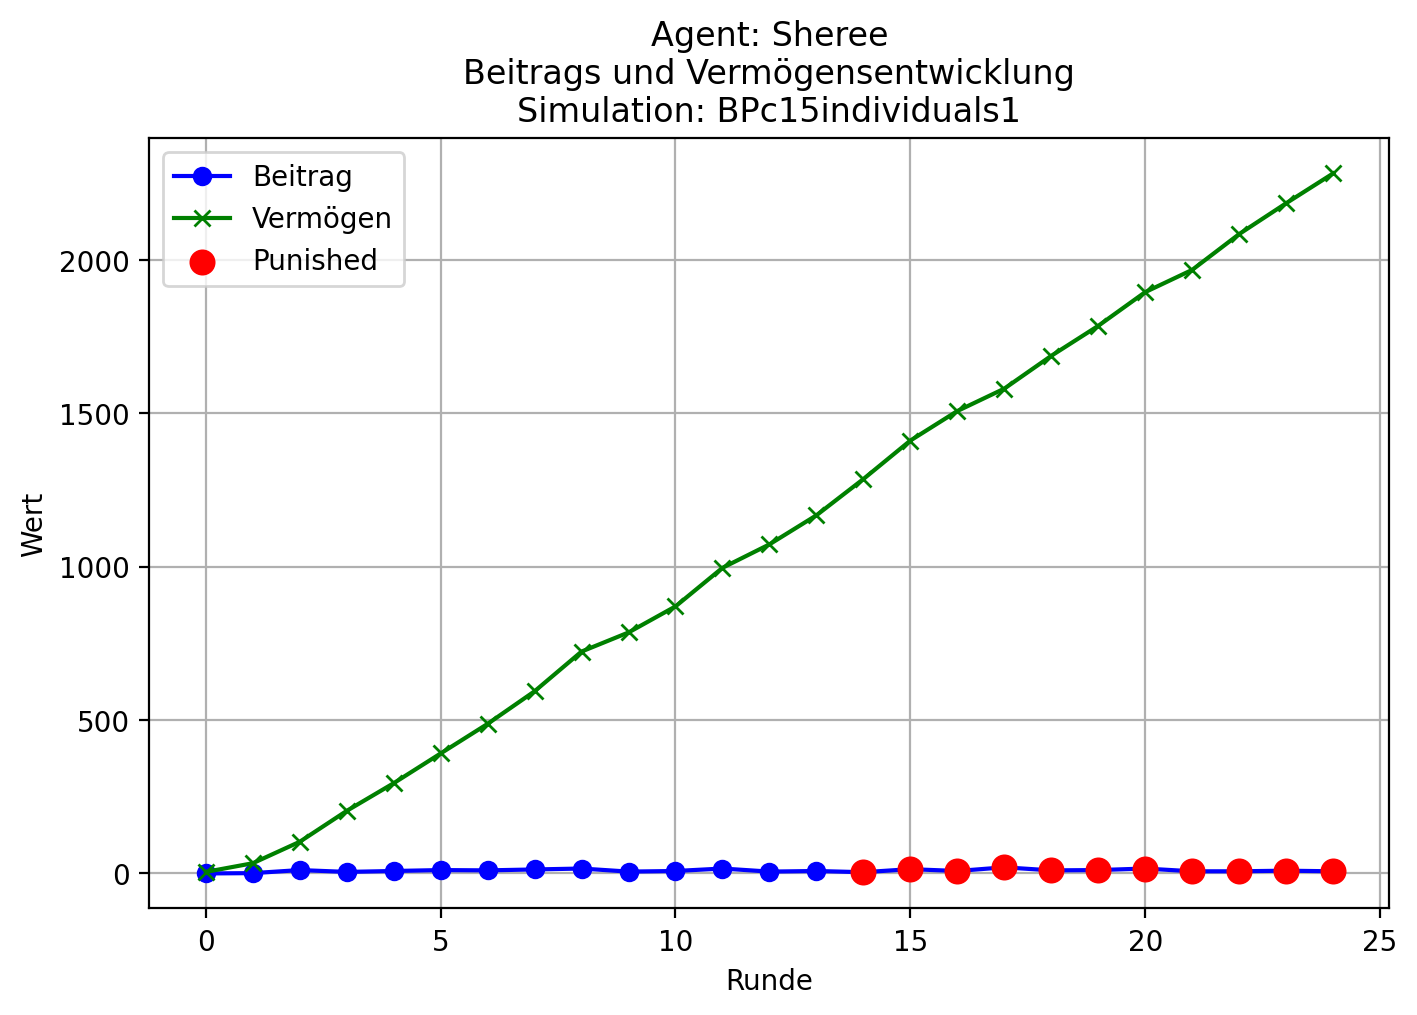 Agent: Sheree
Beitrags und Vermögensentwicklung
Simulation: BPc15individuals1
Beitrag
Vermögen
Punished
2000
1500
1000
500
0
Wert
0 5 10 15 20 25
Runde